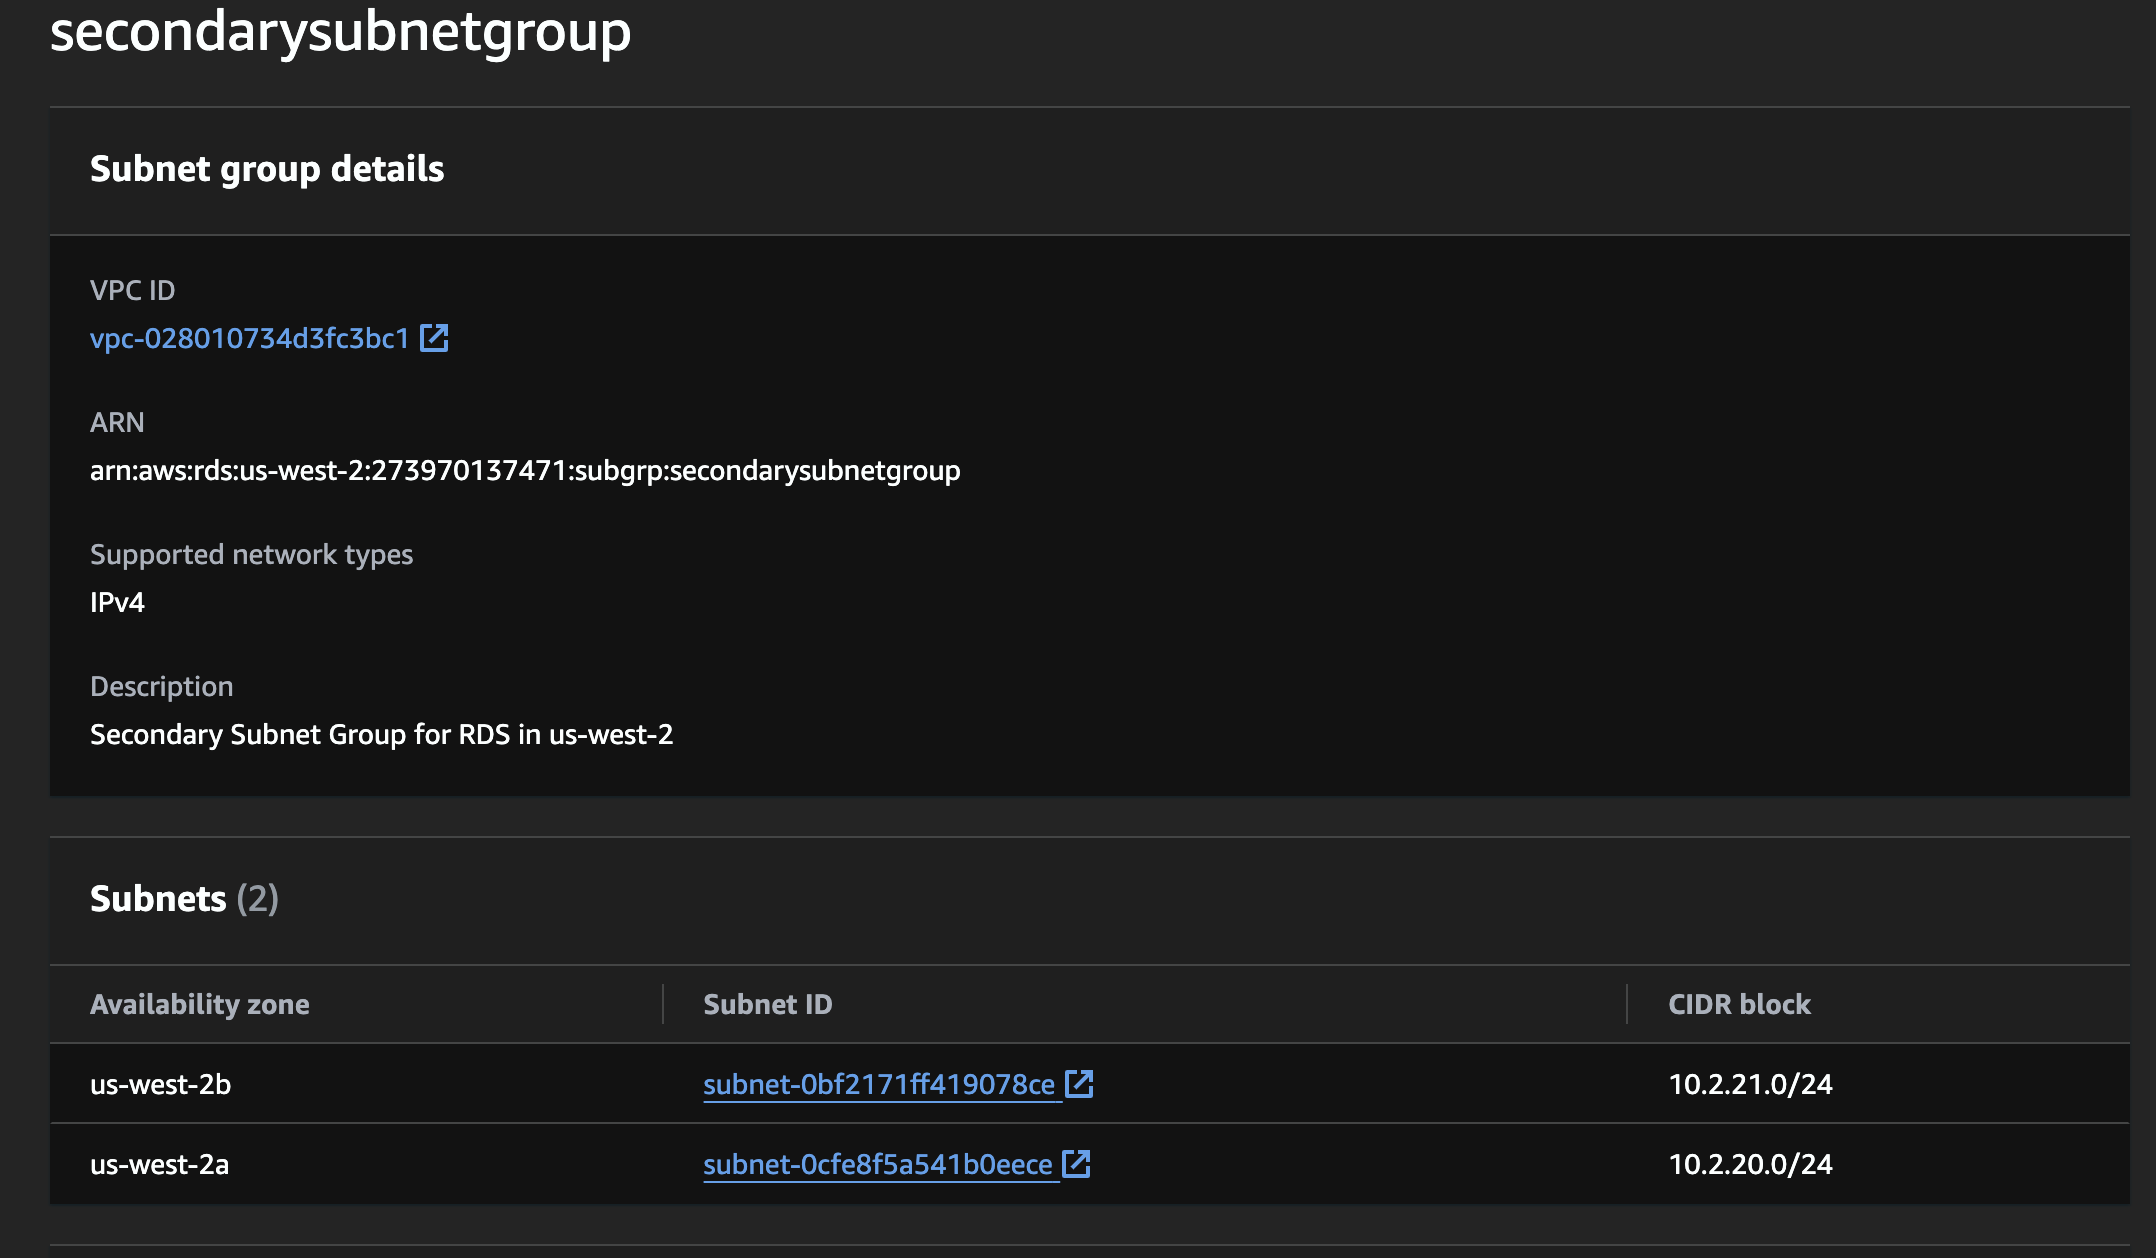 secondarysubnetgroup
Subnet group details
VPC ID
vpc-028010734d3fc3bc1
ARN
arn:aws:rds:us-west-2:273970137471:subgrp:secondarysubnetgroup
Supported network types
IPv4
Description
Secondary Subnet Group for RDS in us-west-2
Subnets (2)
Availability zone Subnet ID CIDR block
us-west-2b subnet-0bf2171ff419078ce 10.2.21.0/24
us-west-2a subnet-0cfe8f5a541b0eece 10.2.20.0/24